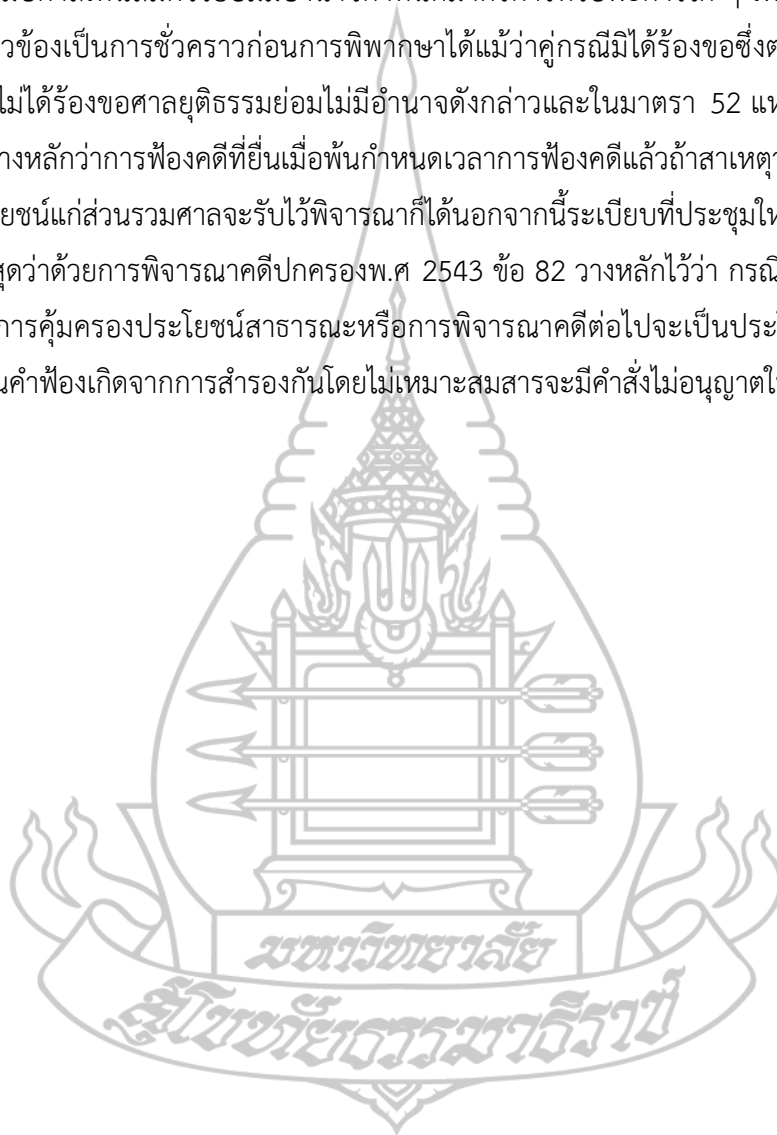 วข้องเป็นการชั่วคราวก่อนการพิพากษาได้แม้ว่าคู่กรณีมิได้ร้องขอซึ่งต
ไม่ได้ร้องขอศาลยุติธรรมย่อมไม่มีอำนาจดังกล่าวและในมาตรา 52 แห
างหลักว่าการฟ้องคดีที่ยื่นเมื่อพ้นกำหนดเวลาการฟ้องคดีแล้วถ้าสาเหตุ
ยชน์แก่ส่วนรวมศาลจะรับไว้พิจารณาก็ได้นอกจากนี้ระเบียบที่ประชุมให
สุดว่าด้วยการพิจารณาคดีปกครองพ.ศ 2543 ข้อ 82 วางหลักไว้ว่า กรณี
การคุ้มครองประโยชน์สาธารณะหรือการพิจารณาคดีต่อไปจะเป็นประโ
นคำฟ้องเกิดจากการสำรองกันโดยไม่เหมาะสมสารจะมีคำสั่งไม่อนุญาตใ
มหาวิทยาลัย
สุโขทัยธรรมาธิราช